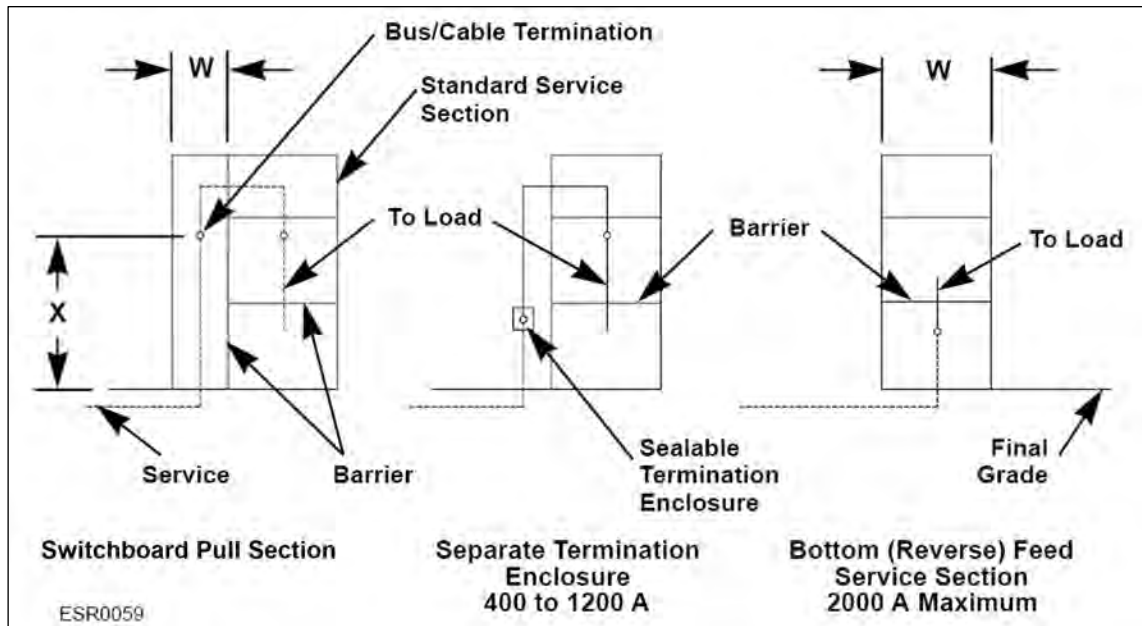 Bus/Cable Termination
W
Standard Service
Section
W
To Load
Barrier
To Load
X
Service
Barrier
Sealable
Termination
Enclosure
Final
Grade
Switchboard Pull Section
Separate Termination
Enclosure
400 to 1200 A
Bottom (Reverse) Feed
Service Section
2000 A Maximum
ESR0059